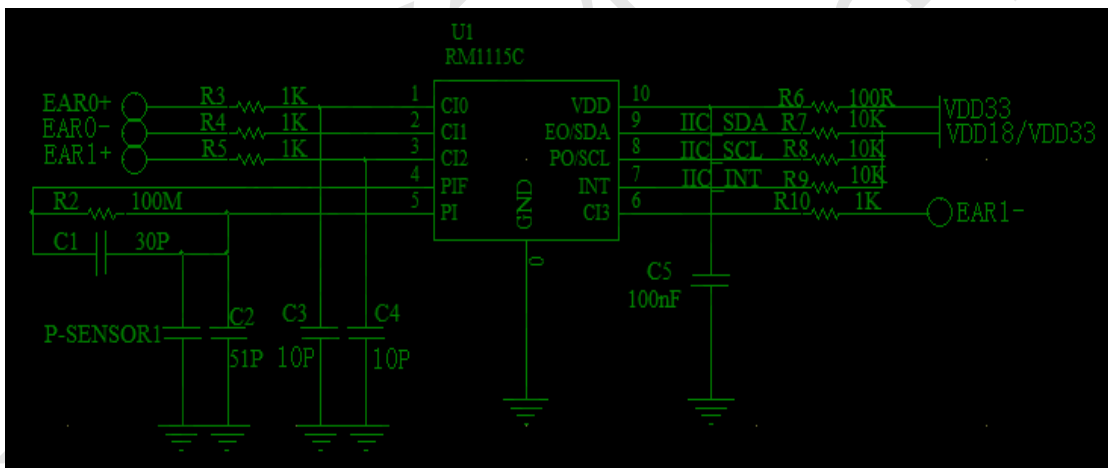 U1
RM1115C
EAR0+ R3 1K 1 CI0 VDD 10 R6 100R VDD33
EAR0- R4 1K 2 CI1 EO/SDA 9 IIC_SDA R7 10K VDD18/VDD33
EAR1+ R5 1K 3 CI2 PO/SCL 8 IIC_SCL R8 10K
4 PIF INT 7 IIC_INT R9 10K
R2 100M 5 PI GND CI3 6 R10 1K EAR1-
C1 30P
0
C5
100nF
P-SENSOR1 C2 C3 C4
51P 10P 10P